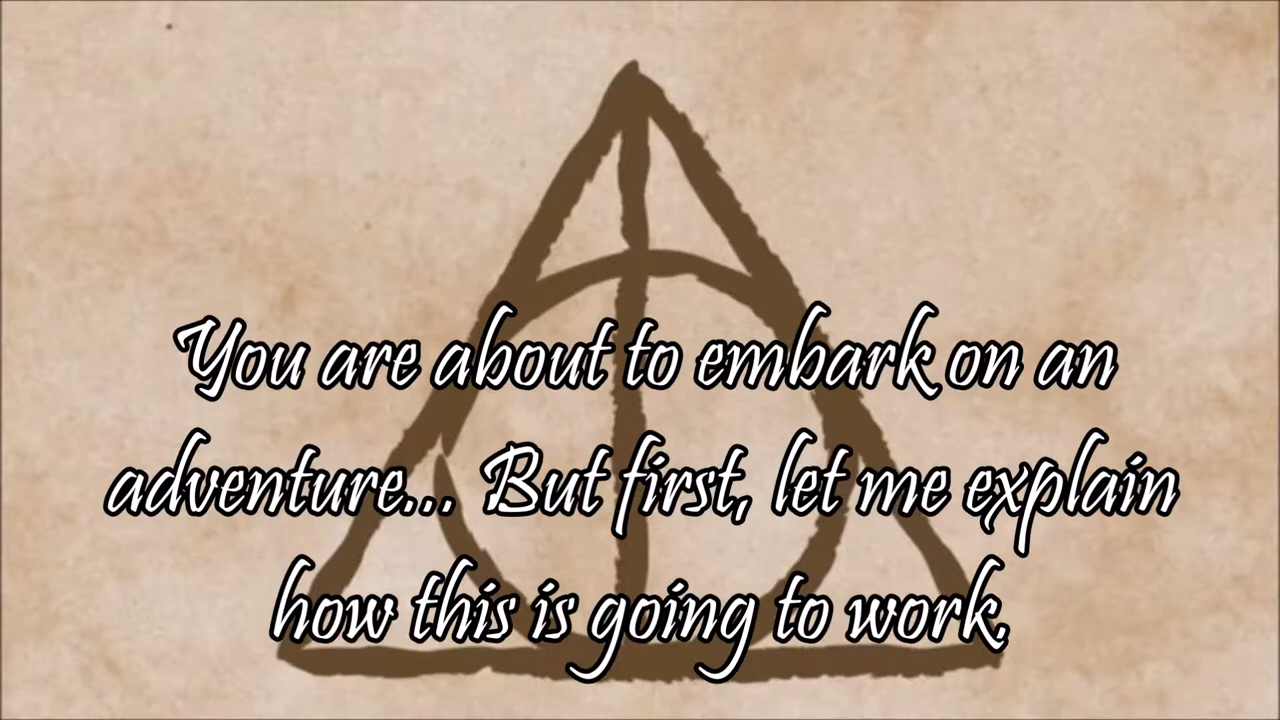 You are about to embark on an
adventure... But first, let me explain
how this is going to work.